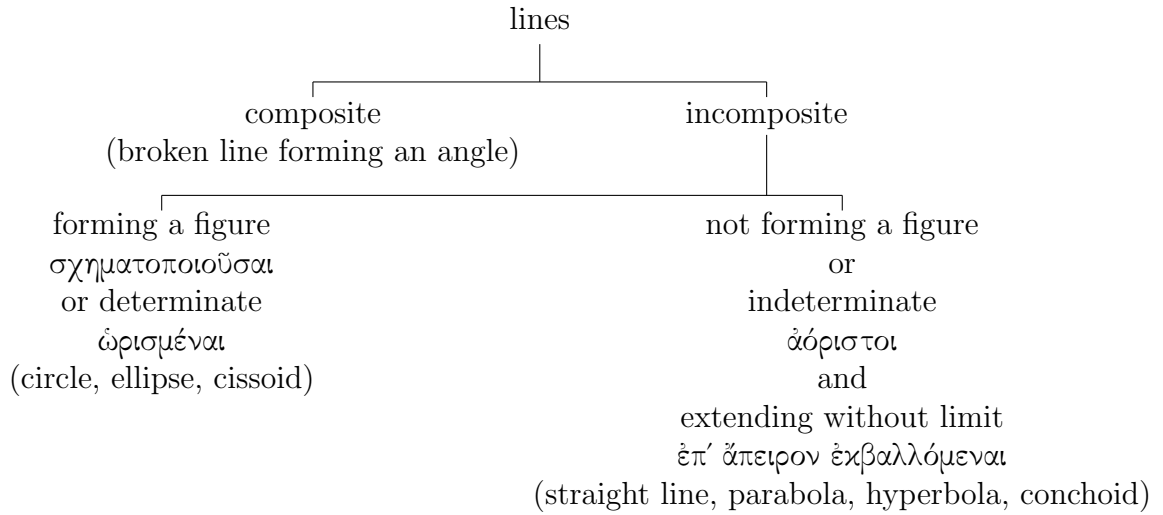 lines
composite
(broken line forming an angle)
incomposite
forming a figure
σχηματοποιοῦσαι
or determinate
ὡρισμέναι
(circle, ellipse, cissoid)
not forming a figure
or
indeterminate
ἀόριστοι
and
extending without limit
ἐπ´ ἄπειρον ἐκβαλλόμεναι
(straight line, parabola, hyperbola, conchoid)